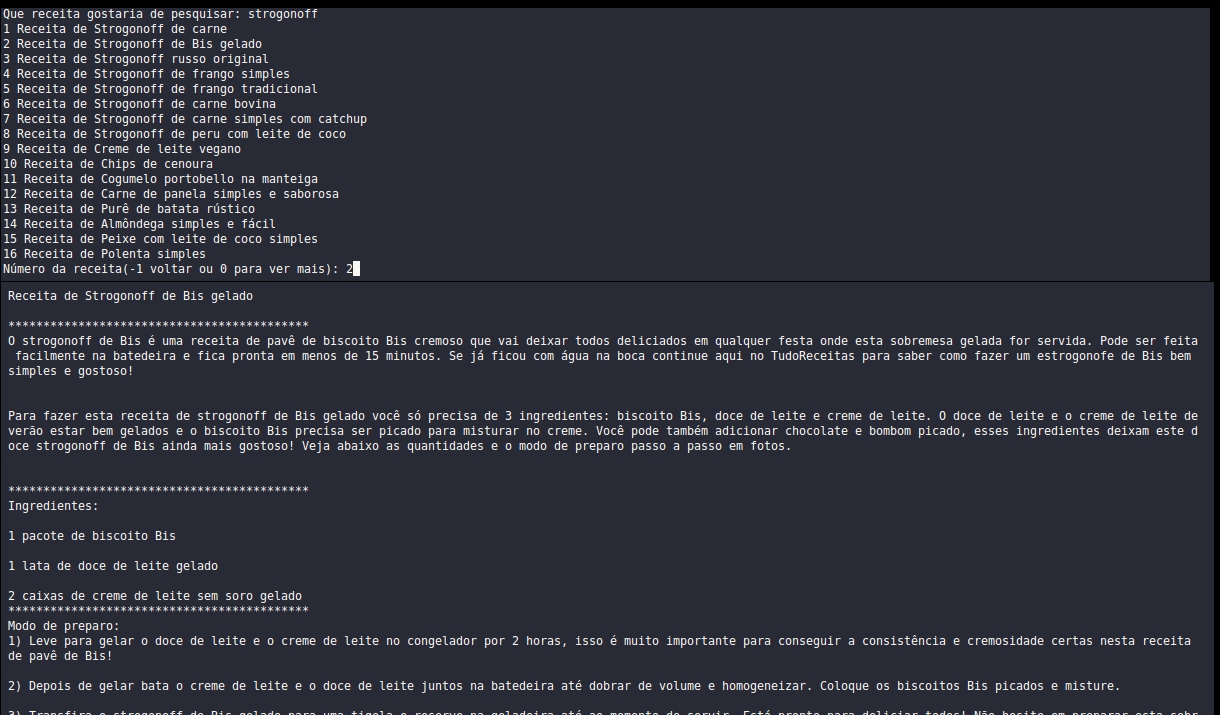 Que receita gostaria de pesquisar: strogonoff
1 Receita de Strogonoff de carne
2 Receita de Strogonoff de Bis gelado
3 Receita de Strogonoff russo original
4 Receita de Strogonoff de frango simples
5 Receita de Strogonoff de frango tradicional
6 Receita de Strogonoff de carne bovina
7 Receita de Strogonoff de carne simples com catchup
8 Receita de Strogonoff de peru com leite de coco
9 Receita de Creme de leite vegano
10 Receita de Chips de cenoura
11 Receita de Cogumelo portobello na manteiga
12 Receita de Carne de panela simples e saborosa
13 Receita de Purê de batata rústico
14 Receita de Almôndega simples e fácil
15 Receita de Peixe com leite de coco simples
16 Receita de Polenta simples
Número da receita(-1 voltar ou 0 para ver mais): 2
Receita de Strogonoff de Bis gelado
*******************************************
O strogonoff de Bis é uma receita de pavê de biscoito Bis cremoso que vai deixar todos deliciados em qualquer festa onde esta sobremesa gelada for servida. Pode ser feita
facilmente na batedeira e fica pronta em menos de 15 minutos. Se já ficou com água na boca continue aqui no TudoReceitas para saber como fazer um estrogonofe de Bis bem
simples e gostoso!
Para fazer esta receita de strogonoff de Bis gelado você só precisa de 3 ingredientes: biscoito Bis, doce de leite e creme de leite. O doce de leite e o creme de leite de
verão estar bem gelados e o biscoito Bis precisa ser picado para misturar no creme. Você pode também adicionar chocolate e bombom picado, esses ingredientes deixam este d
oce strogonoff de Bis ainda mais gostoso! Veja abaixo as quantidades e o modo de preparo passo a passo em fotos.
*******************************************
Ingredientes:
1 pacote de biscoito Bis
1 lata de doce de leite gelado
2 caixas de creme de leite sem soro gelado
*******************************************
Modo de preparo:
1) Leve para gelar o doce de leite e o creme de leite no congelador por 2 horas, isso é muito importante para conseguir a consistência e cremosidade certas nesta receita
de pavê de Bis!
2) Depois de gelar bata o creme de leite e o doce de leite juntos na batedeira até dobrar de volume e homogeneizar. Coloque os biscoitos Bis picados e misture.
3) Transfira o strogonoff de Bis gelado para uma tigela e reserve na geladeira até ao momento de servir. Está pronto para deliciar todos! Não hesite em preparar esta sobr